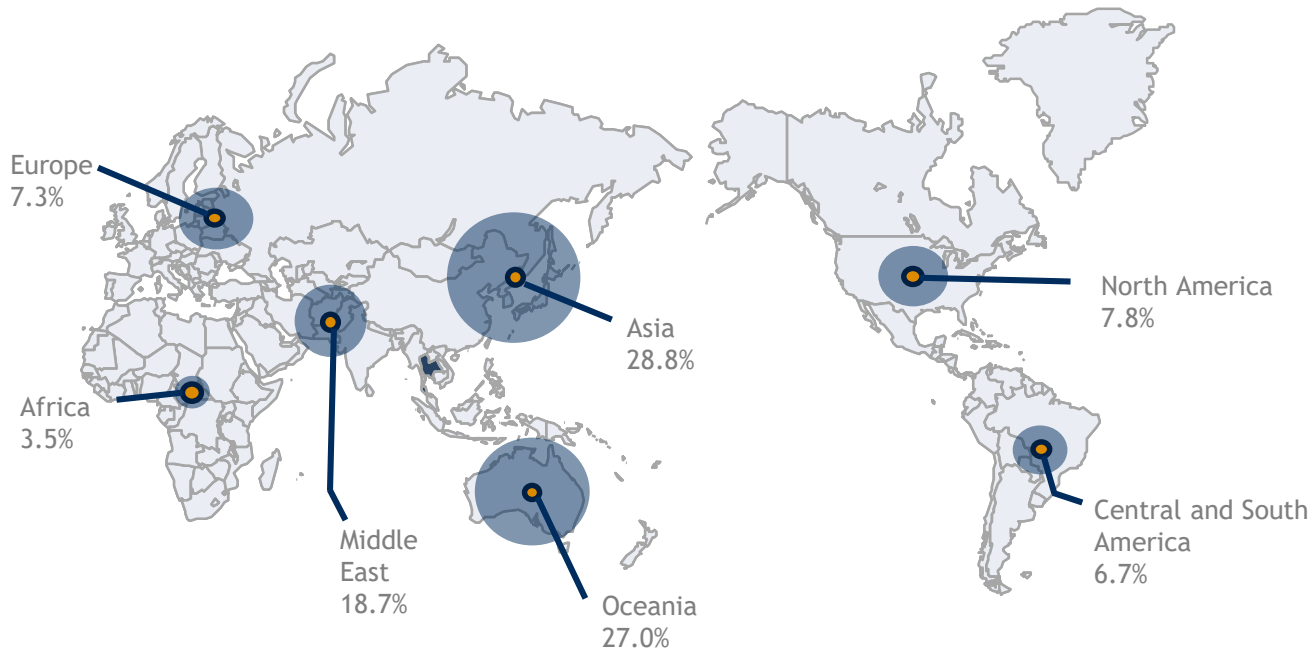 Europe
7.3%
Africa
3.5%
Middle
East
18.7%
Asia
28.8%
Oceania
27.0%
North America
7.8%
Central and South
America
6.7%